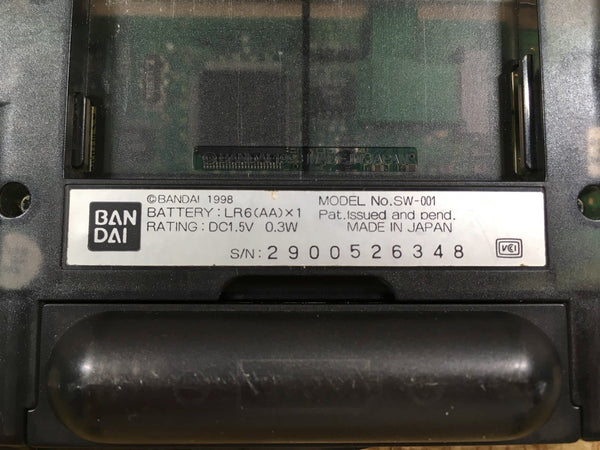 BAN
DAI
©BANDAI 1998
BATTERY:LR6(AA)×1
RATING:DC1.5V 0.3W
MODEL No.SW-001
Pat.Issued and pend.
MADE IN JAPAN
S/N: 2900526348
VCI